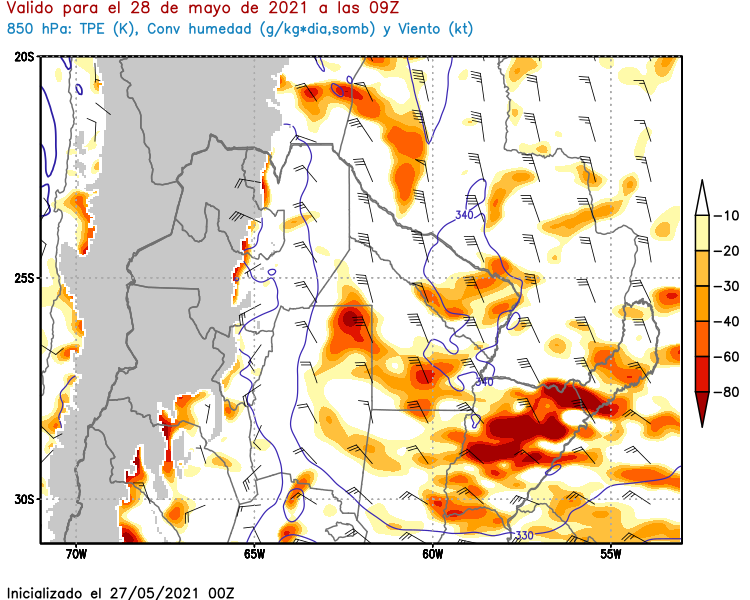 Valido para el 28 de mayo de 2021 a las 09Z
850 hPa: TPE (K), Conv humedad (g/kg*dia,somb) y Viento (kt)
20S
25S
30S
70W
65W
60W
55W
340
340
330
-10
-20
-30
-40
-60
-80
Inicializado el 27/05/2021 00Z